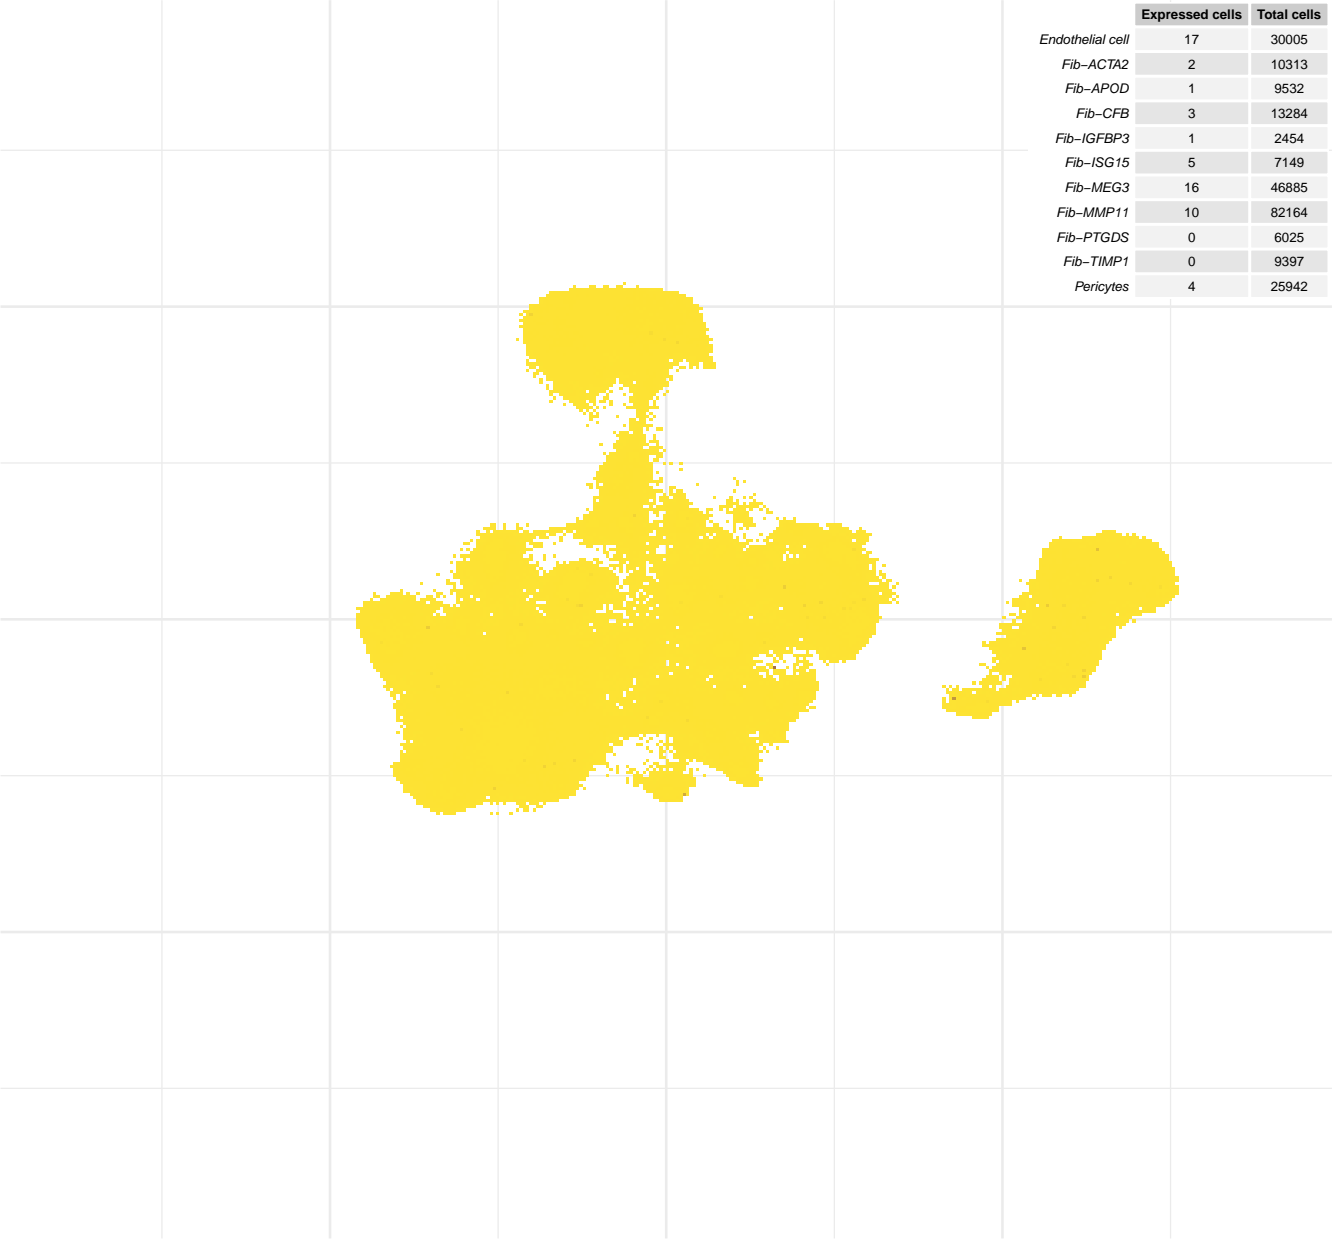 Expressed cells Total cells
Endothelial cell 17 30005
Fib−ACTA2 2 10313
Fib−APOD 1 9532
Fib−CFB 3 13284
Fib−IGFBP3 1 2454
Fib−ISG15 5 7149
Fib−MEG3 16 46885
Fib−MMP11 10 82164
Fib−PTGDS 0 6025
Fib−TIMP1 0 9397
Pericytes 4 25942